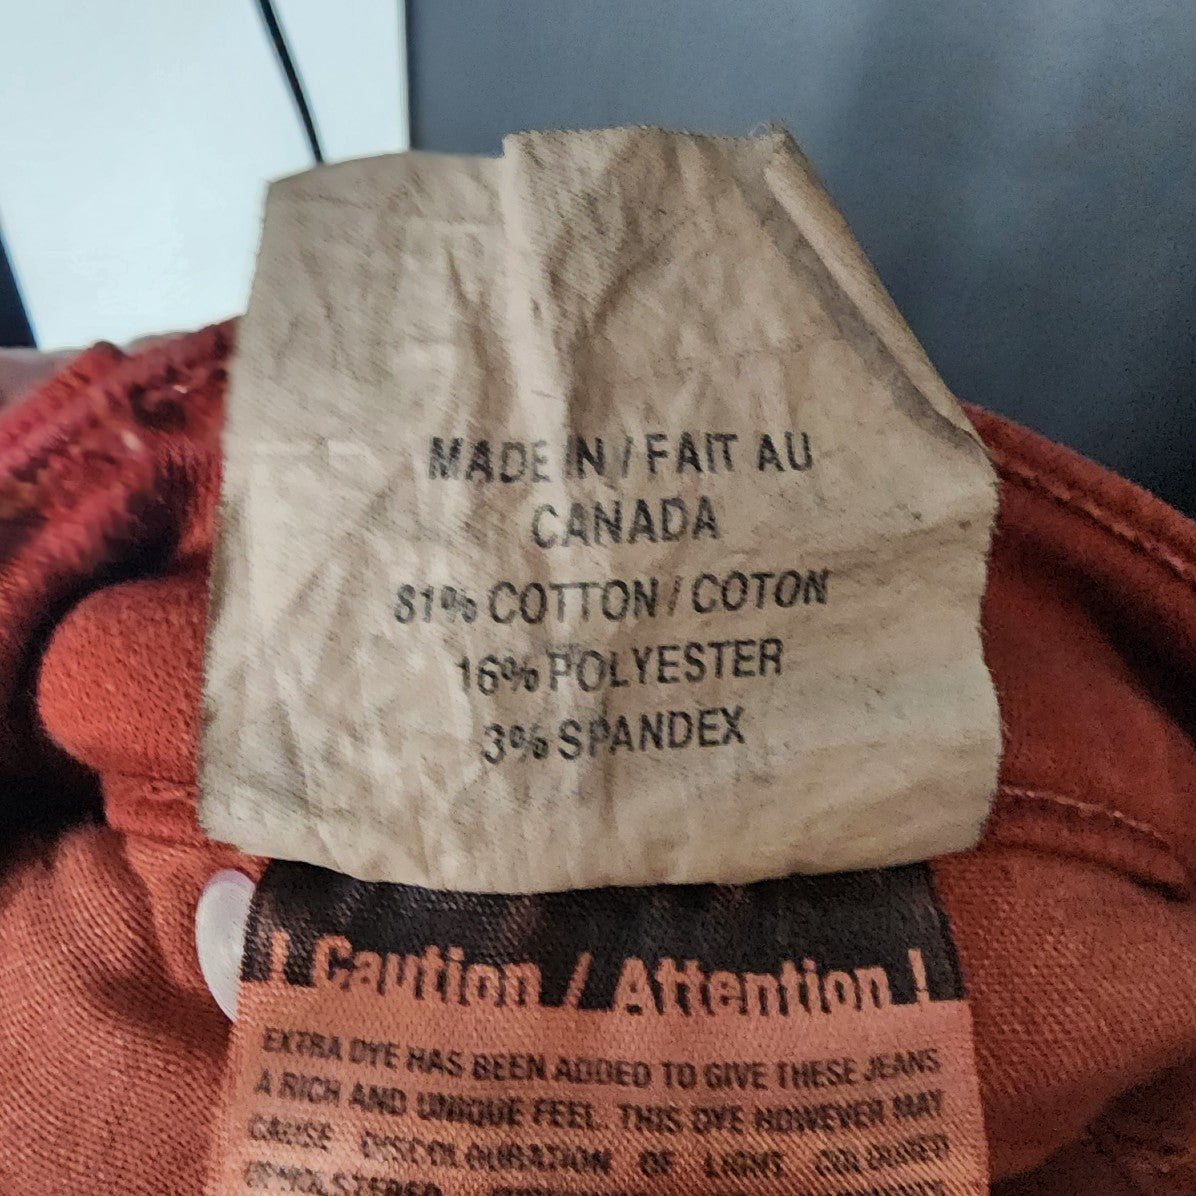 MADE IN / FAIT AU
CANADA
81% COTTON / COTON
16% POLYESTER
3% SPANDEX
! Caution / Attention !
EXTRA DYE HAS BEEN ADDED TO GIVE THESE JEANS
A RICH AND UNIQUE FEEL. THIS DYE HOWEVER MAY
CAUSE DISCOLOURATION OF LIGHT COLOURED